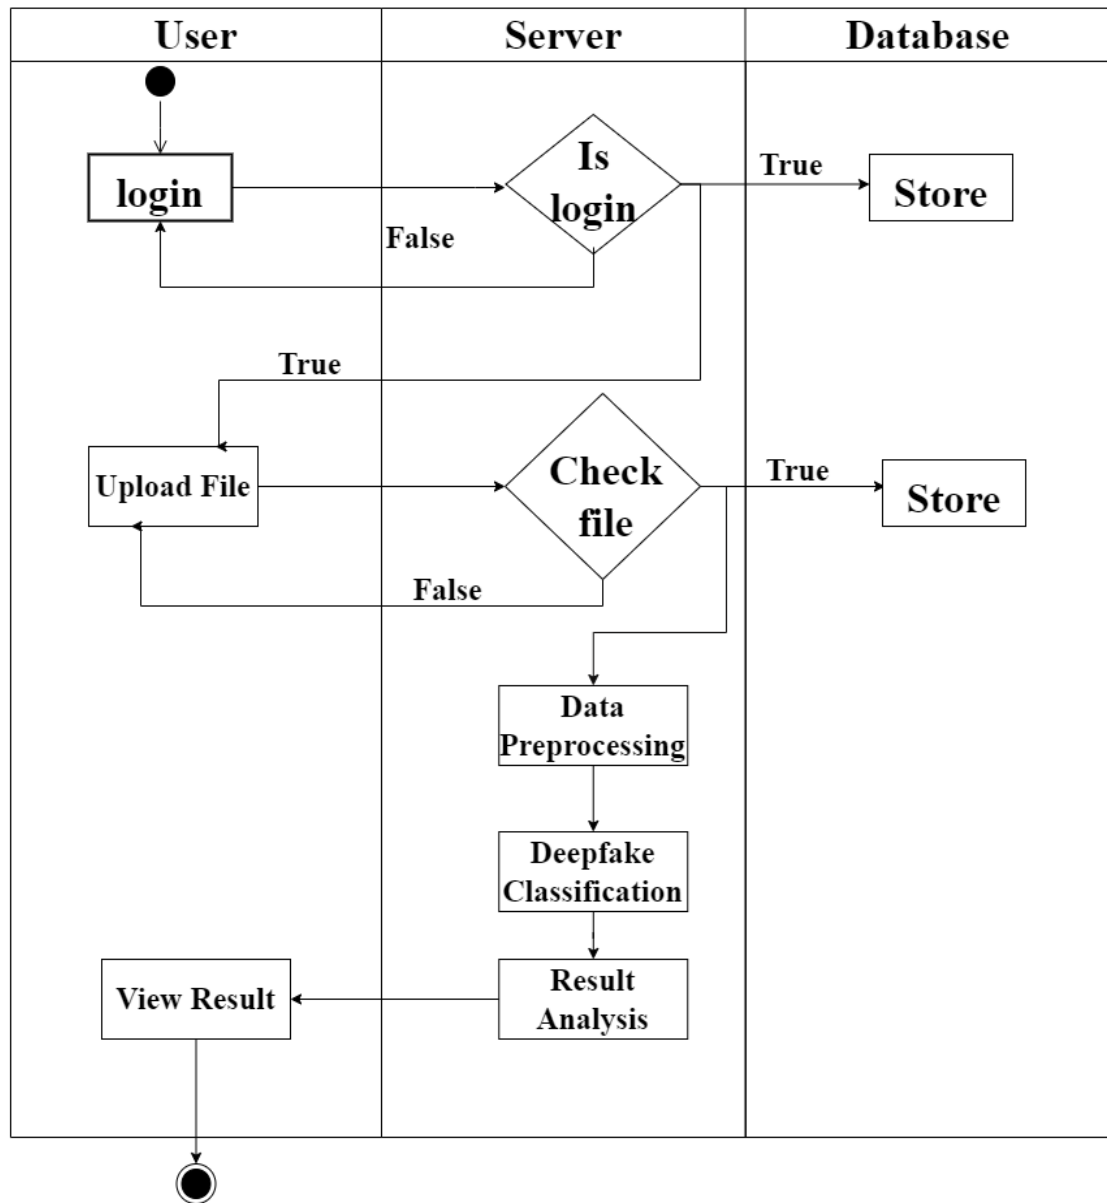 User
Server
Database
login
Is
login
True
Store
False
True
Upload File
Check
file
True
Store
False
Data
Preprocessing
Deepfake
Classification
View Result
Result
Analysis